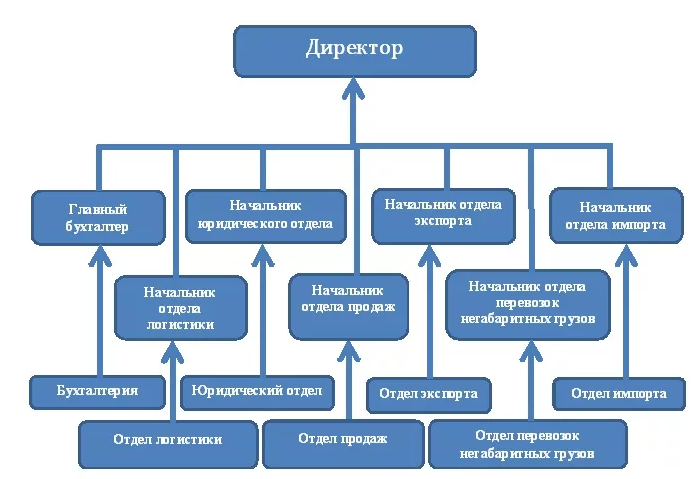 Директор
Главный
бухгалтер
Начальник
юридического отдела
Начальник отдела
экспорта
Начальник
отдела импорта
Начальник
отдела
логистики
Начальник
отдела продаж
Начальник отдела
перевозок
негабаритных грузов
Бухгалтерия
Юридический отдел
Отдел экспорта
Отдел импорта
Отдел логистики
Отдел продаж
Отдел перевозок
негабаритных грузов